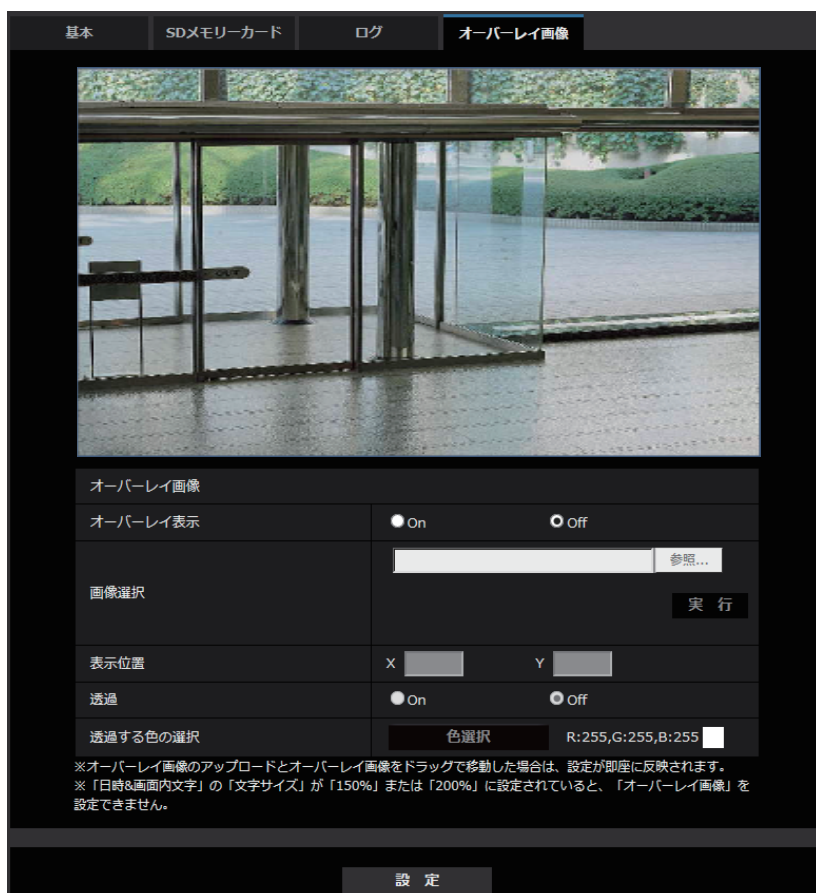 基本 SDメモリーカード ログ オーバーレイ画像
オーバーレイ画像
オーバーレイ表示 On Off
参照...
画像選択
実 行
表示位置 X Y
透過 On Off
透過する色の選択 色選択 R:255,G:255,B:255
※オーバーレイ画像のアップロードとオーバーレイ画像をドラッグで移動した場合は、設定が即座に反映されます。
※「日時&画面内文字」の「文字サイズ」が「150%」または「200%」に設定されていると、「オーバーレイ画像」を
設定できません。
設 定